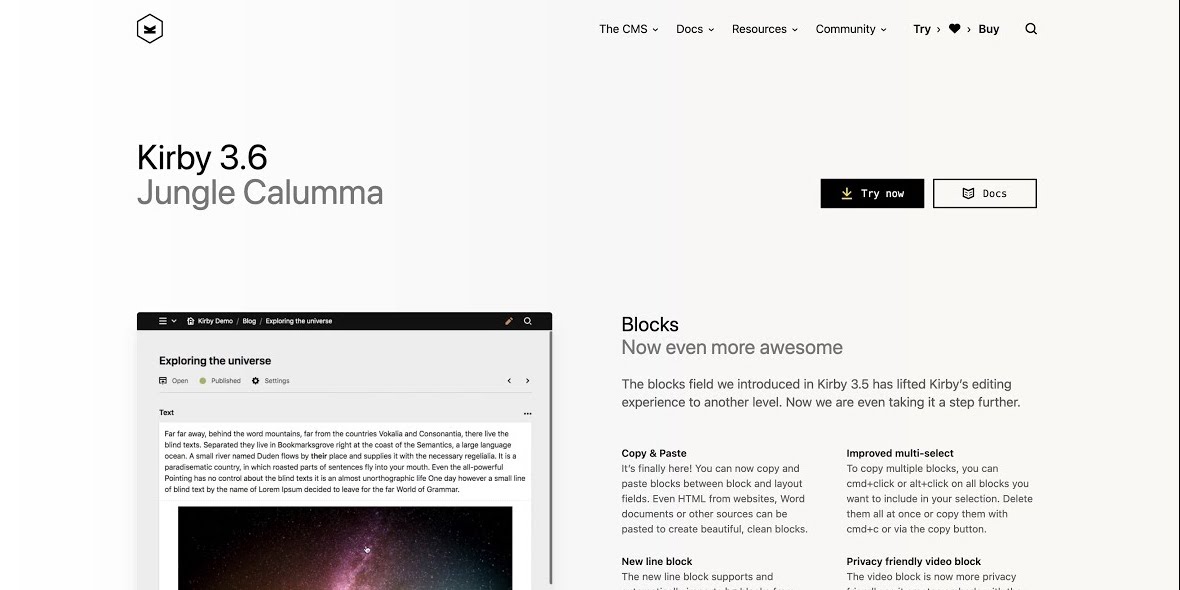 The CMS Docs Resources Community Try › ♥ › Buy
Kirby 3.6
Jungle Calumma
Try now Docs
Kirby Demo / Blog / Exploring the universe
Exploring the universe
Open Published Settings
Text
Far far away, behind the word mountains, far from the countries Vokalia and Consonantia, there live the
blind texts. Separated they live in Bookmarksgrove right at the coast of the Semantics, a large language
ocean. A small river named Duden flows by their place and supplies it with the necessary regelialia. It is a
paradisematic country, in which roasted parts of sentences fly into your mouth. Even the all-powerful
Pointing has no control about the blind texts it is an almost unorthographic life One day however a small line
of blind text by the name of Lorem Ipsum decided to leave for the far World of Grammar.
Blocks
Now even more awesome
The blocks field we introduced in Kirby 3.5 has lifted Kirby's editing
experience to another level. Now we are even taking it a step further.
Copy & Paste
It's finally here! You can now copy and
paste blocks between block and layout
fields. Even HTML from websites, Word
documents or other sources can be
pasted to create beautiful, clean blocks.
Improved multi-select
To copy multiple blocks, you can
cmd+click or alt+click on all blocks you
want to include in your selection. Delete
them all at once or copy them with
cmd+c or via the copy button.
New line block
The new line block supports and
Privacy friendly video block
The video block is now more privacy